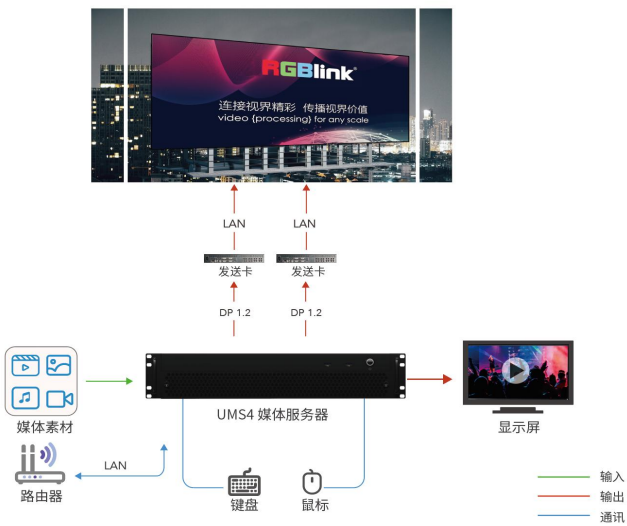 RGBlink
连接视界精彩 传播视界价值
video {processing} for any scale
LAN LAN
发送卡 发送卡
DP 1.2 DP 1.2
UMS4 媒体服务器
媒体素材
显示屏
LAN
路由器
键盘
鼠标
输入
输出
通讯